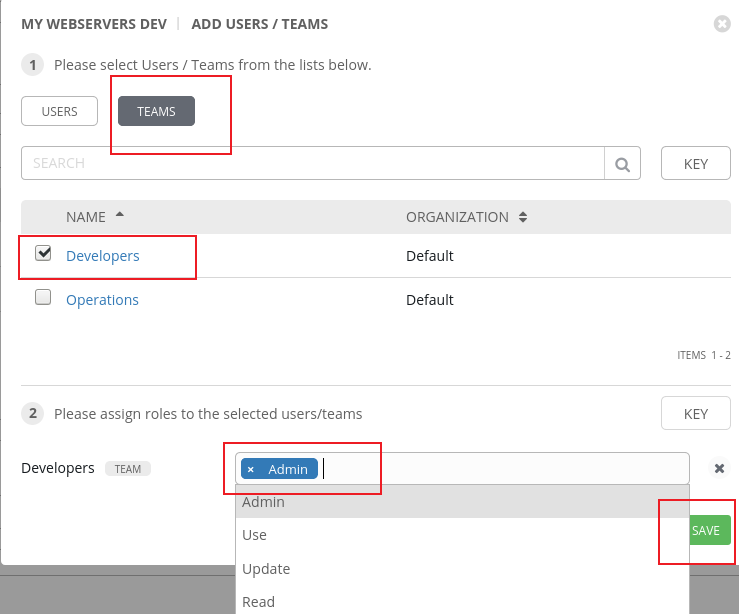 MY WEBSERVERS DEV | ADD USERS / TEAMS
1 Please select Users / Teams from the lists below.
USERS TEAMS
SEARCH KEY
NAME ORGANIZATION
Developers Default
Operations Default
ITEMS 1 - 2
2 Please assign roles to the selected users/teams KEY
Developers TEAM × Admin
Admin
SAVE
Use
Update
Read